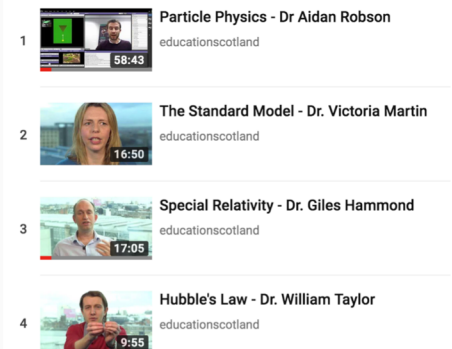 1
Particle Physics - Dr Aidan Robson
educationscotland
58:43
2
The Standard Model - Dr. Victoria Martin
educationscotland
16:50
3
Special Relativity - Dr. Giles Hammond
educationscotland
17:05
4
Hubble's Law - Dr. William Taylor
educationscotland
9:55